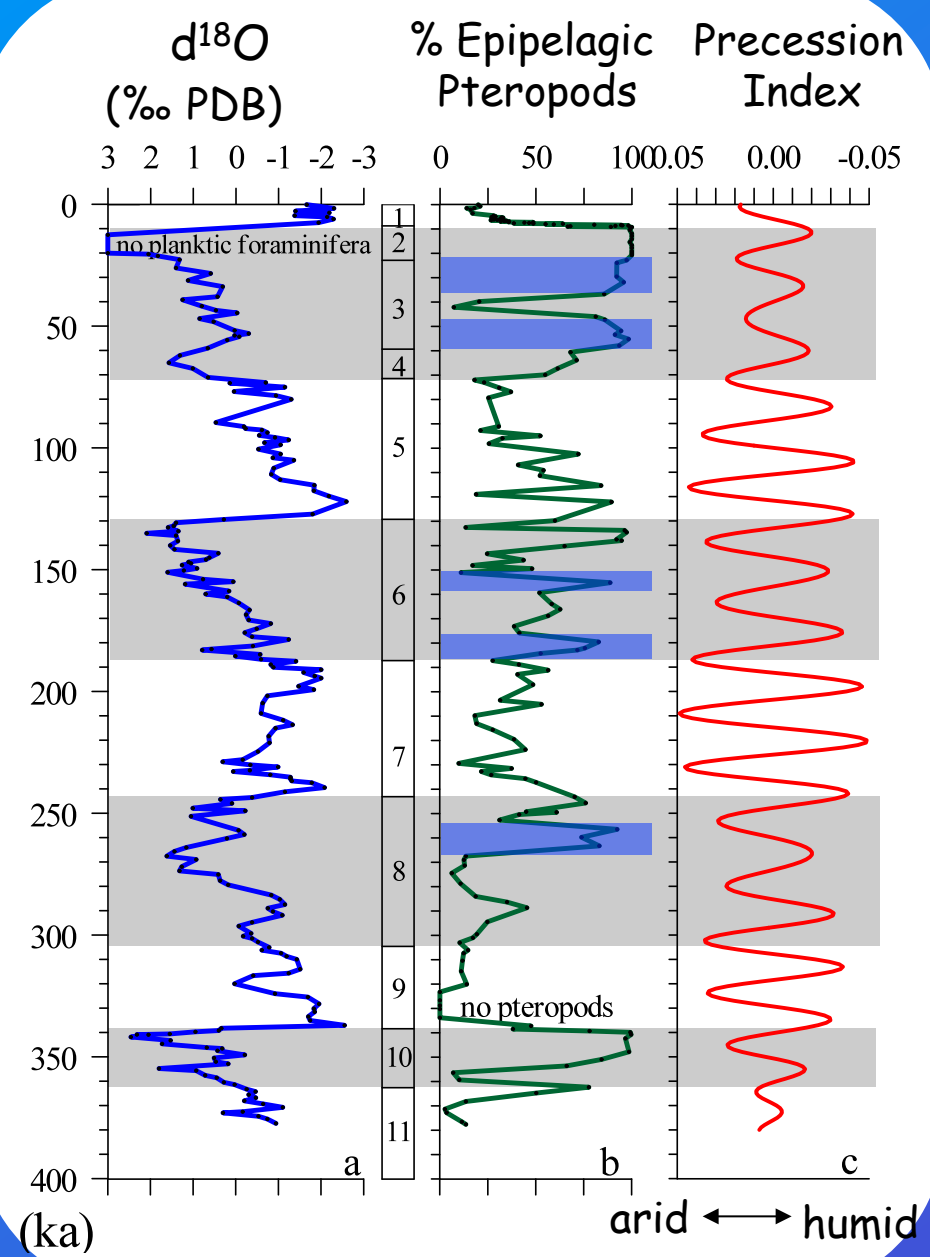 d¹⁸O
(‰ PDB)
% Epipelagic
Pteropods
Precession
Index
3 2 1 0 -1 -2 -3
0 50 100
0.05 0.00 -0.05
0
50
100
150
200
250
300
350
400
(ka)
no planktic foraminifera
1
2
3
4
5
6
7
8
9
10
11
no pteropods
a
b
c
arid
humid